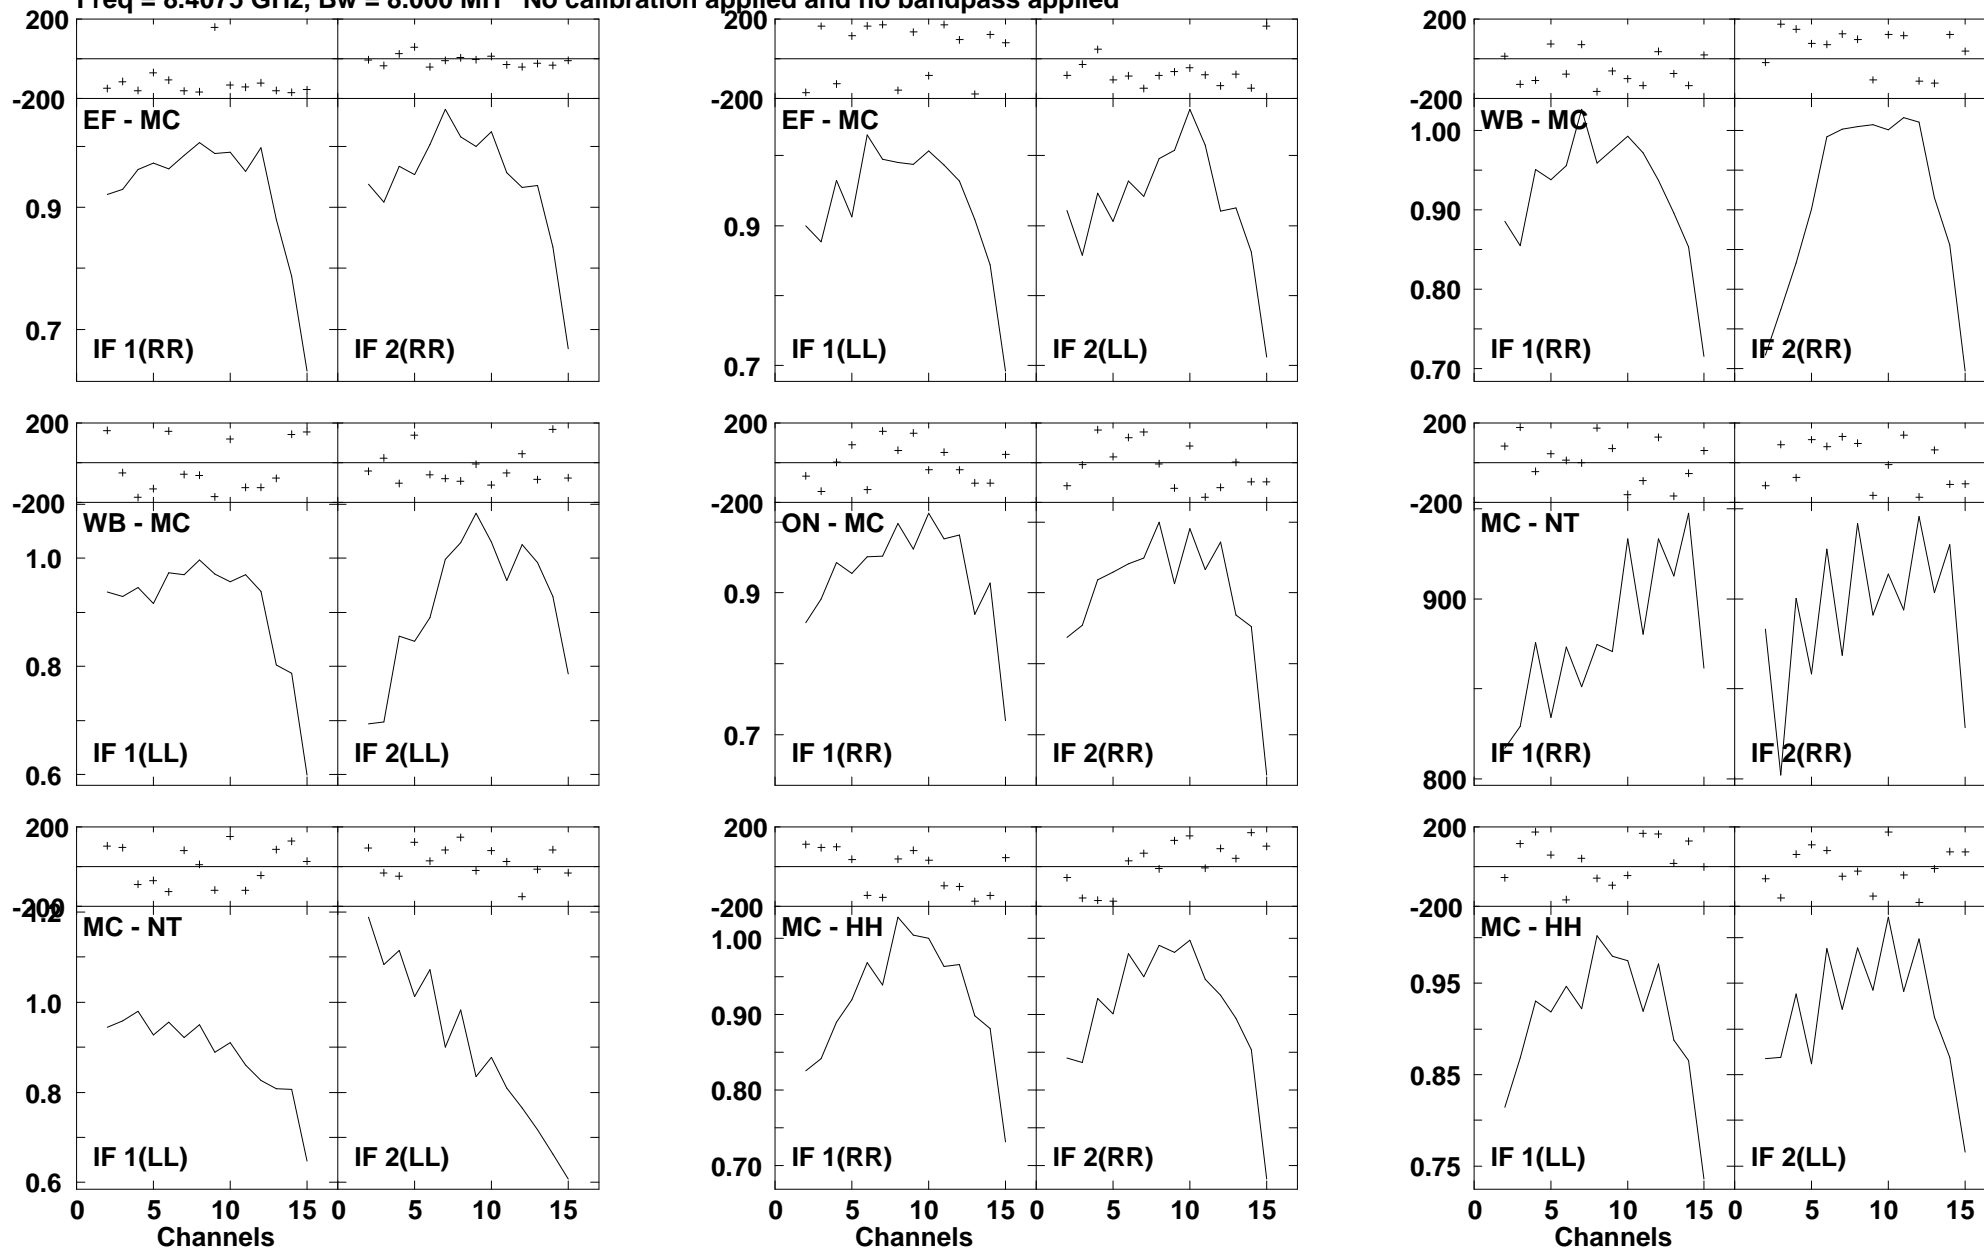 Freq = 8.4075 GHz, Bw = 8.000 MH No calibration applied and no bandpass applied
200
-200
EF - MC
0.9
0.7
IF 1(RR)
IF 2(RR)
200
-200
EF - MC
0.9
0.7
IF 1(LL)
IF 2(LL)
200
-200
WB - MC
1.00
0.90
0.80
0.70
IF 1(RR)
IF 2(RR)
200
-200
WB - MC
1.0
0.8
0.6
IF 1(LL)
IF 2(LL)
200
-200
ON - MC
0.9
0.7
IF 1(RR)
IF 2(RR)
200
-200
MC - NT
900
800
IF 1(RR)
IF 2(RR)
200
-200
1.2
MC - NT
1.0
0.8
0.6
IF 1(LL)
IF 2(LL)
0 5 10 15 0 5 10 15
Channels
200
-200
MC - HH
1.00
0.90
0.80
0.70
IF 1(RR)
IF 2(RR)
0 5 10 15 0 5 10 15
Channels
200
-200
MC - HH
0.95
0.85
0.75
IF 1(LL)
IF 2(LL)
0 5 10 15 0 5 10 15
Channels